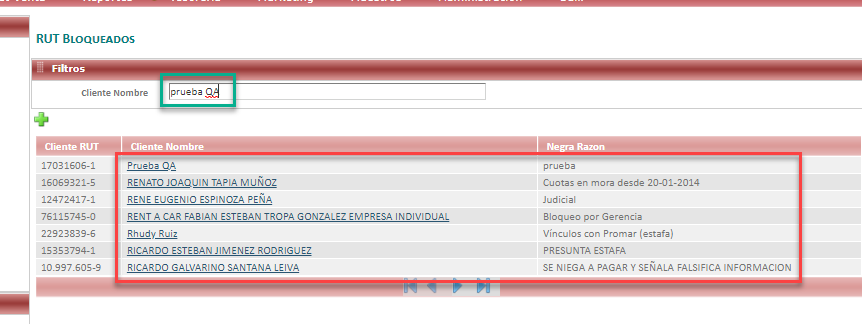 Reportes
Marketing
RUT Bloqueados
Filtros
Cliente Nombre prueba QA
Cliente RUT Cliente Nombre Negra Razon
17031606-1 Prueba QA prueba
16069321-5 RENATO JOAQUIN TAPIA MUÑOZ Cuotas en mora desde 20-01-2014
12472417-1 RENE EUGENIO ESPINOZA PEÑA Judicial
76115745-0 RENT A CAR FABIAN ESTEBAN TROPA GONZALEZ EMPRESA INDIVIDUAL Bloqueo por Gerencia
22923839-6 Rhudy Ruiz Vínculos con Promar (estafa)
15353794-1 RICARDO ESTEBAN JIMENEZ RODRIGUEZ PRESUNTA ESTAFA
10.997.605-9 RICARDO GALVARINO SANTANA LEIVA SE NIEGA A PAGAR Y SEÑALA FALSIFICA INFORMACION